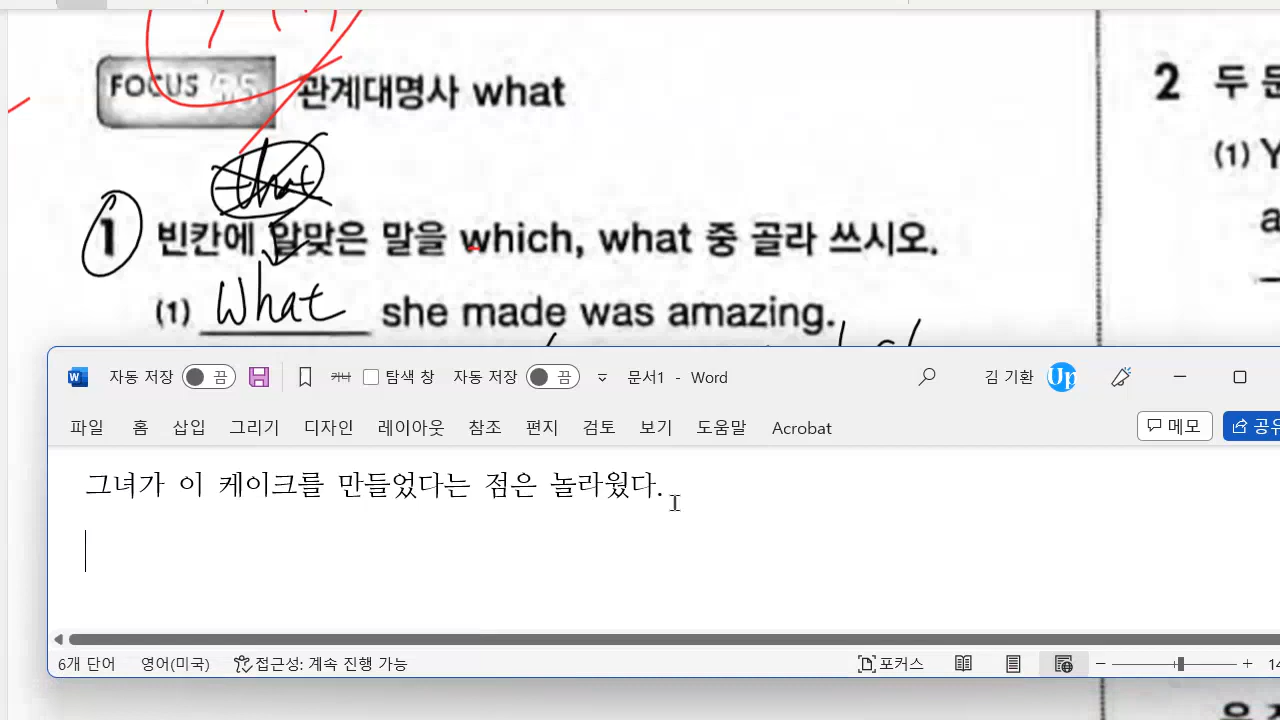 FOCUS 95 관계대명사 what
that
1 빈칸에 알맞은 말을 which, what 중 골라 쓰시오.
(1) What she made was amazing.
2 두
(1) Y
a
자동 저장 끔 가나 탐색 창 자동 저장 끔 문서1 - Word 김 기환 Up
파일 홈 삽입 그리기 디자인 레이아웃 참조 편지 검토 보기 도움말 Acrobat 메모 공유
그녀가 이 케이크를 만들었다는 점은 놀라웠다.
6개 단어 영어(미국) 접근성: 계속 진행 가능 포커스